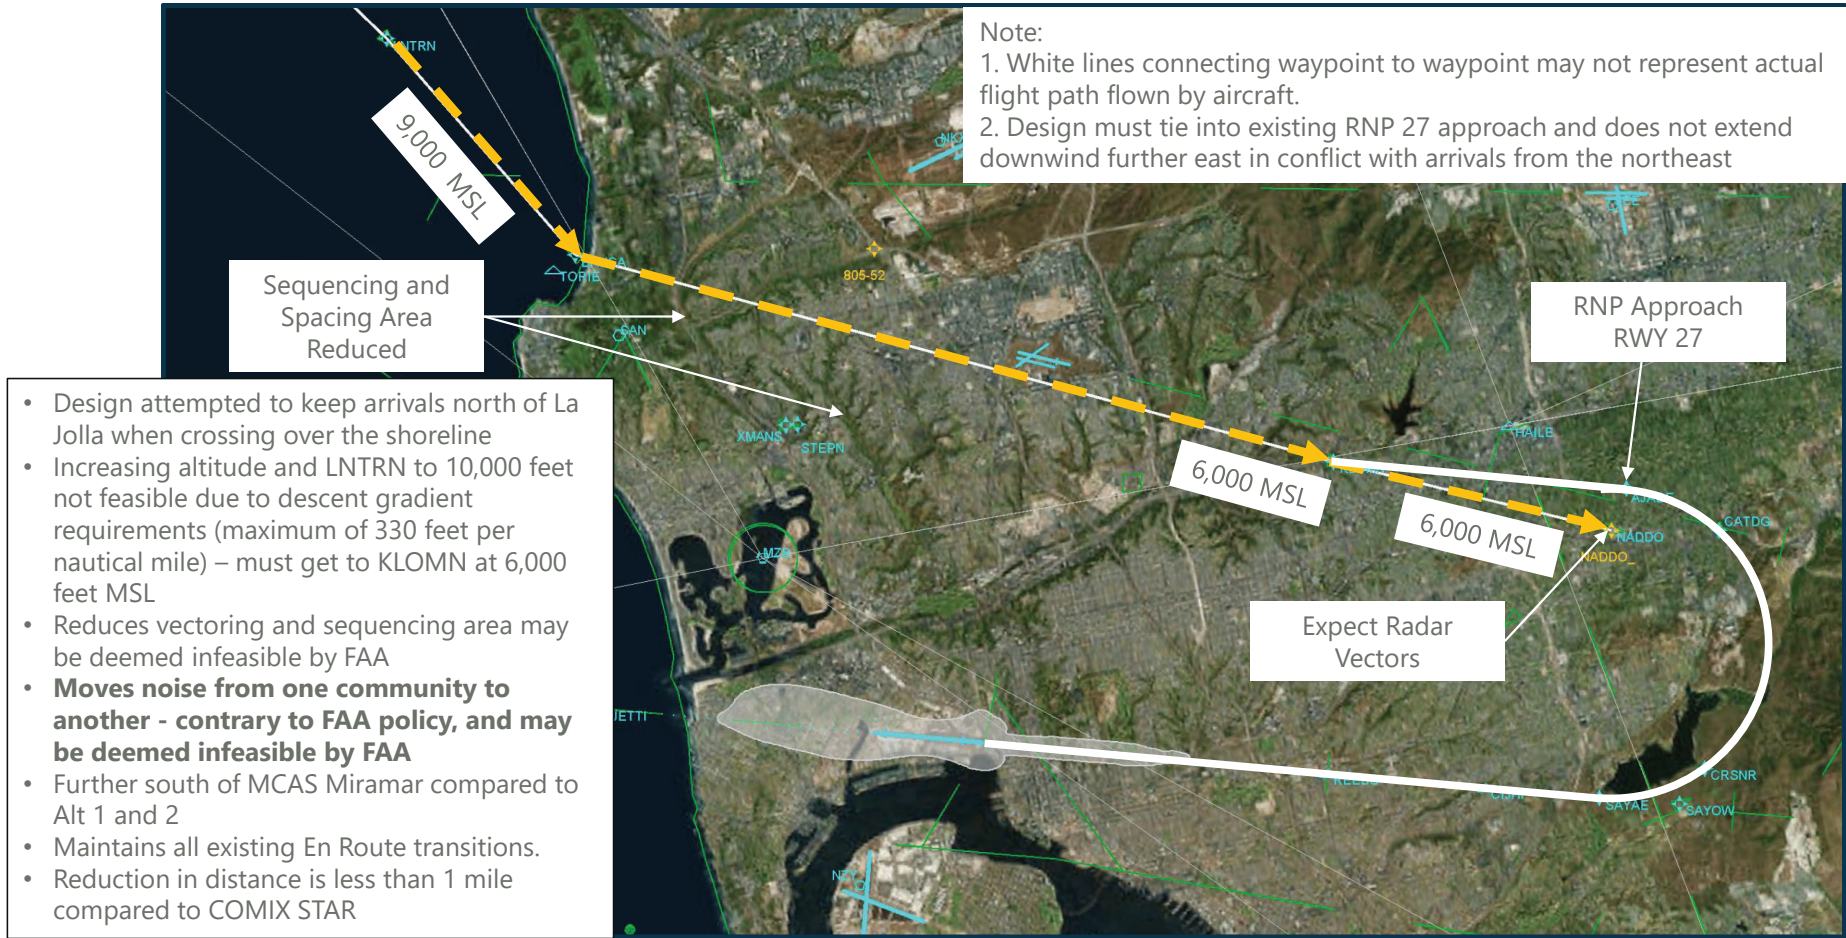 Note:
1. White lines connecting waypoint to waypoint may not represent actual
flight path flown by aircraft.
2. Design must tie into existing RNP 27 approach and does not extend
downwind further east in conflict with arrivals from the northeast
9,000 MSL
TORIE
805-52
Sequencing and
Spacing Area
Reduced
RNP Approach
RWY 27
XMANS
STEPN
HAILE
6,000 MSL
6,000 MSL
CATDG
NADDO
NADDO_
MZB
Expect Radar
Vectors
JETTI
CRSNR
SAYAE
SAYOW
NZY
• Design attempted to keep arrivals north of La
Jolla when crossing over the shoreline
• Increasing altitude and LNTRN to 10,000 feet
not feasible due to descent gradient
requirements (maximum of 330 feet per
nautical mile) – must get to KLOMN at 6,000
feet MSL
• Reduces vectoring and sequencing area may
be deemed infeasible by FAA
• Moves noise from one community to
another - contrary to FAA policy, and may
be deemed infeasible by FAA
• Further south of MCAS Miramar compared to
Alt 1 and 2
• Maintains all existing En Route transitions.
• Reduction in distance is less than 1 mile
compared to COMIX STAR